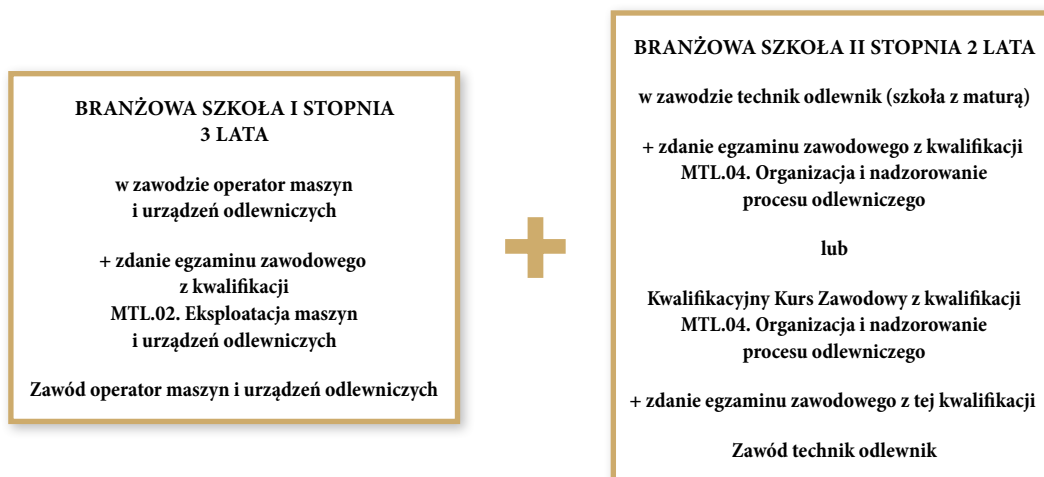 BRANŻOWA SZKOŁA I STOPNIA
3 LATA
w zawodzie operator maszyn
i urządzeń odlewniczych
+ zdanie egzaminu zawodowego
z kwalifikacji
MTL.02. Eksploatacja maszyn
i urządzeń odlewniczych
Zawód operator maszyn i urządzeń odlewniczych
+
BRANŻOWA SZKOŁA II STOPNIA 2 LATA
w zawodzie technik odlewnik (szkoła z maturą)
+ zdanie egzaminu zawodowego z kwalifikacji
MTL.04. Organizacja i nadzorowanie
procesu odlewniczego
lub
Kwalifikacyjny Kurs Zawodowy z kwalifikacji
MTL.04. Organizacja i nadzorowanie
procesu odlewniczego
+ zdanie egzaminu zawodowego z tej kwalifikacji
Zawód technik odlewnik